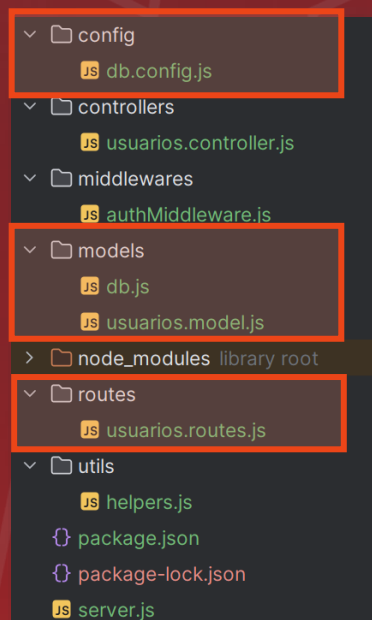 config
JS db.config.js
controllers
JS usuarios.controller.js
middlewares
JS authMiddleware.js
models
JS db.js
JS usuarios.model.js
node_modules library root
routes
JS usuarios.routes.js
utils
JS helpers.js
{} package.json
{} package-lock.json
JS server.js